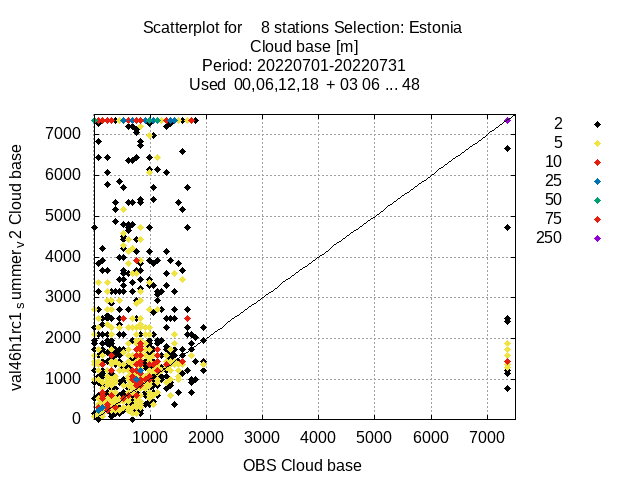 Scatterplot for 8 stations Selection: Estonia
Cloud base [m]
Period: 20220701-20220731
Used 00,06,12,18 + 03 06 ... 48
val46h1rc1_summer_v2 Cloud base
7000
6000
5000
4000
3000
2000
1000
0
1000 2000 3000 4000 5000 6000 7000
OBS Cloud base
2
5
10
25
50
75
250